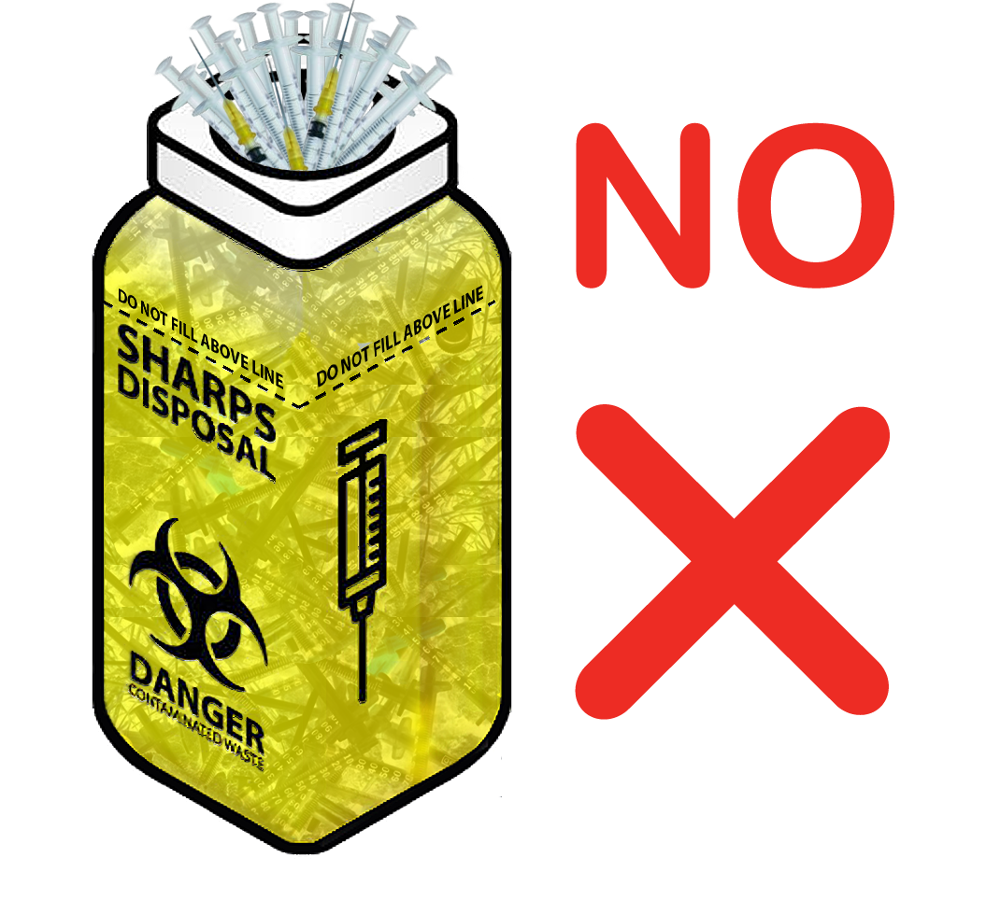 DO NOT FILL ABOVE LINE
DO NOT FILL ABOVE LINE
SHARPS
DISPOSAL
DANGER
CONTAMINATED WASTE
NO